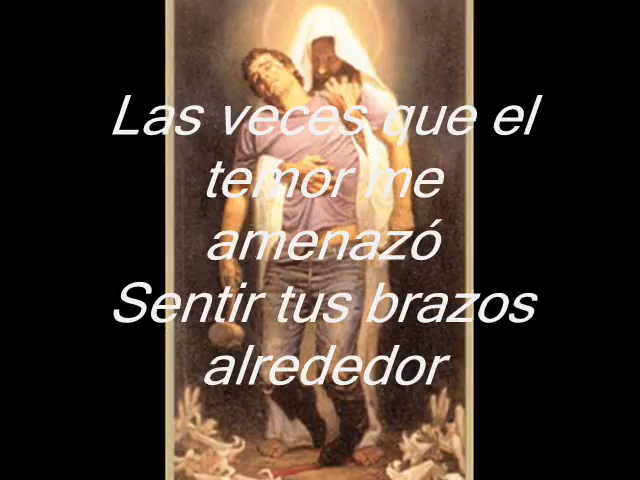 Las veces que el
temor me
amenazó
Sentir tus brazos
alrededor